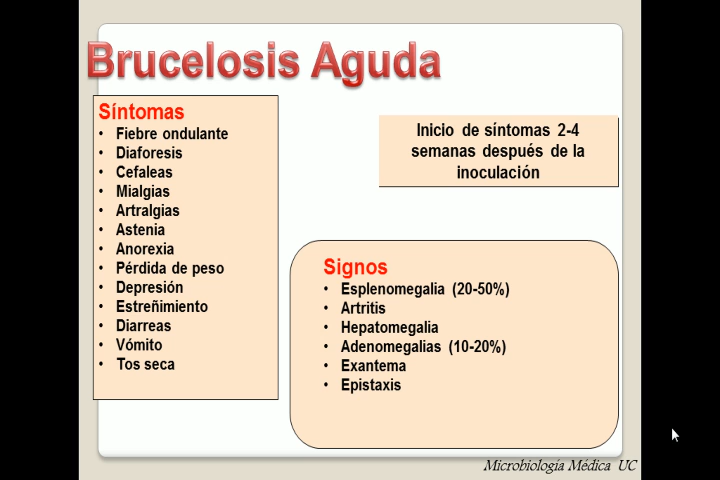 Brucelosis Aguda
Síntomas
• Fiebre ondulante
• Diaforesis
• Cefaleas
• Mialgias
• Artralgias
• Astenia
• Anorexia
• Pérdida de peso
• Depresión
• Estreñimiento
• Diarreas
• Vómito
• Tos seca
Inicio de síntomas 2-4
semanas después de la
inoculación
Signos
• Esplenomegalia (20-50%)
• Artritis
• Hepatomegalia
• Adenomegalias (10-20%)
• Exantema
• Epistaxis
Microbiología Médica UC